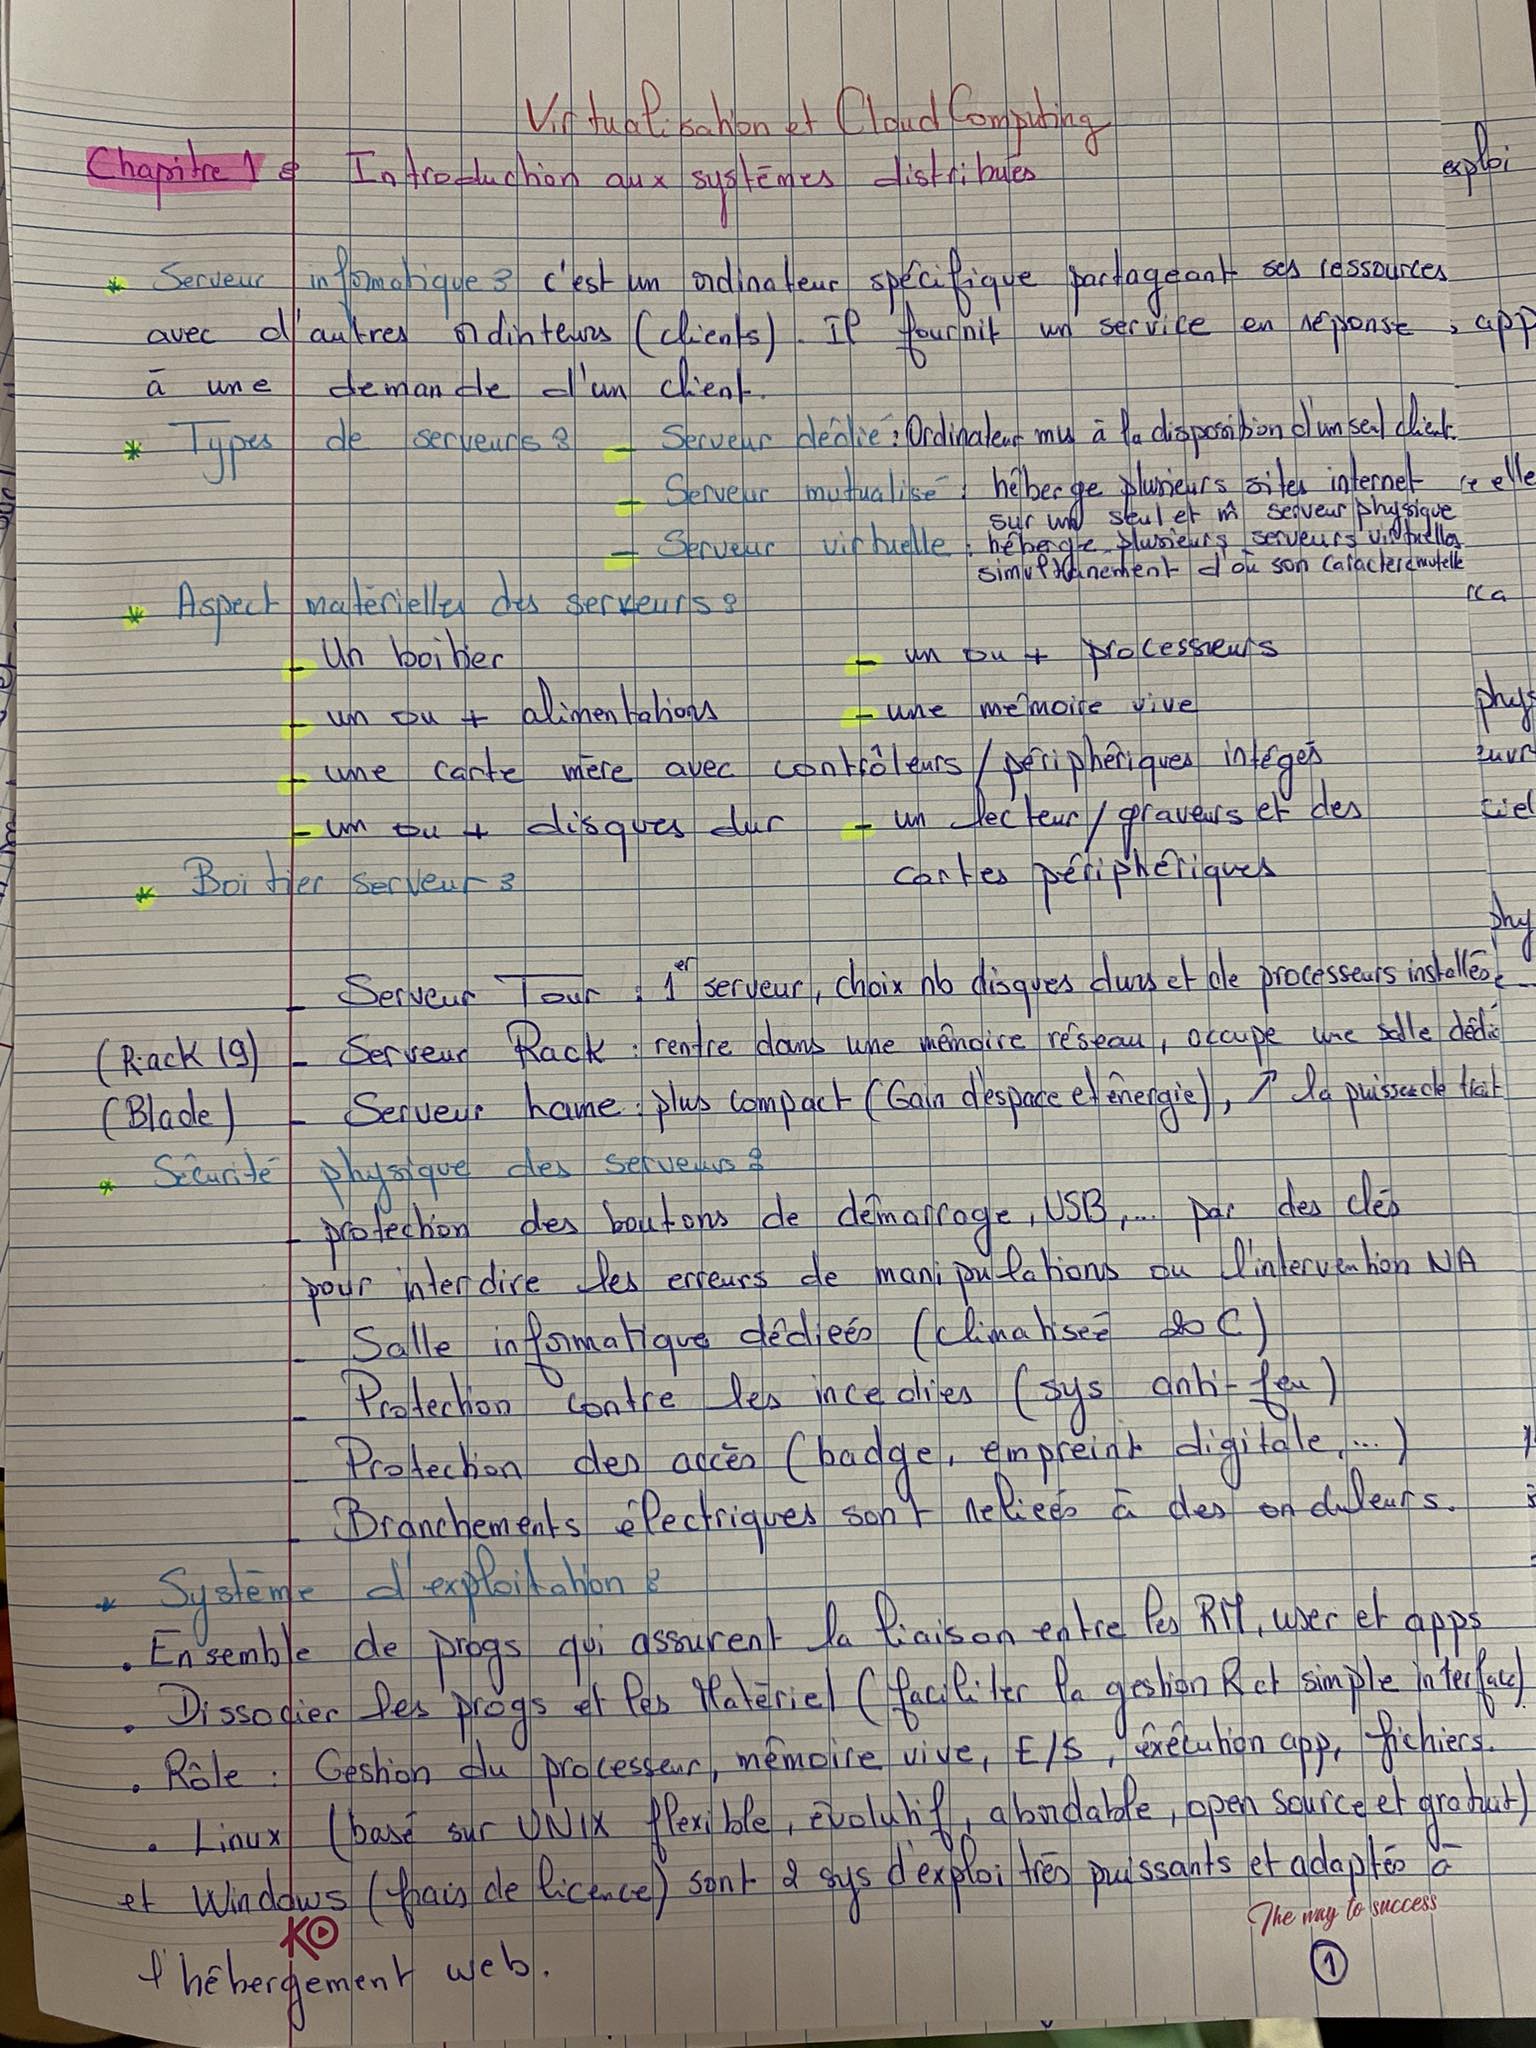 Virtualisation et Cloud Computing
Chapitre 1 : Introduction aux systèmes distribués
exploi
* Serveur informatique : c'est un ordinateur spécifique partageant ses ressources
avec d'autres ordinteurs (clients). Il fournit un service en réponse
à une demande d'un client.
app
* Types de serveurs : - Serveur dédié : Ordinateur mis à la disposition d'un seul client.
- Serveur mutualisé : héberge plusieurs sites internet
sur un seul et m̂ serveur physique
- Serveur virtuelle : héberge plusieurs serveurs virtuelles
simultanément d'où son caractère mutelle
* Aspect matérielles des serveurs :
- Un boitier - un ou + processeurs
- un ou + alimentations - une mémoire vive
- une carte mère avec contrôleurs/périphériques intégés
- un ou + disques dur - un lecteur/graveurs et des
cartes périphériques
* Boitier serveur :
- Serveur Tour : 1er serveur, choix nb disques durs et de processeurs installés
(Rack 19) - Serveur Rack : rentre dans une mémoire réseau, occupe une salle dédié
(Blade) - Serveur lame : plus compact (Gain d'espace et énergie), ↗ la puissce de trait
* Sécurité physique des serveurs :
- protection des boutons de démarrage, USB,... par des clés
pour interdire les erreurs de manipulations ou l'intervention NA
- Salle informatique dédiées (climatiseé 20 C)
- Protection contre les incedies (sys anti-feu)
- Protection des accès (badge, empreint digitale,...)
- Branchements électriques sont reliées à des onduleurs.
* Système d'exploitation :
. Ensemble de progs qui assurent la liaison entre les RM, user et apps
. Dissocier les progs et les Matériel (faciliter la gestion R et simple interface)
. Rôle : Gestion du processeur, mémoire vive, E/S, éxécution app, fichiers.
. Linux (basé sur UNIX flexible, évolutif, abordable, open source et gratuit)
et Windows (frais de licence) sont 2 sys d'exploi très puissants et adaptés à
l'hébergement web.
The way to success
KO
1